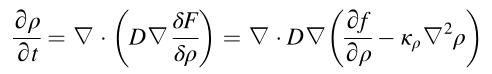 ∂ρ/∂t = ∇ · (D∇ δF/δρ) = ∇ · D∇(∂f/∂ρ − κ_ρ∇²ρ)